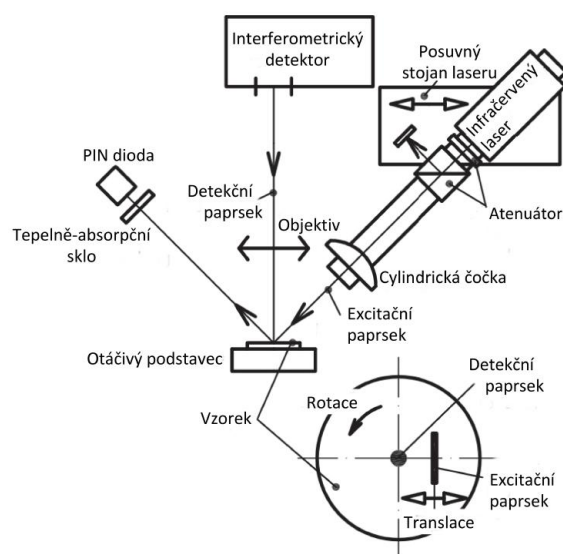 Interferometrický
detektor
Posuvný
stojan laseru
Infračervený
laser
PIN dioda
Tepelně-absorpční
sklo
Detekční
paprsek
Objektiv
Atenuátor
Cylindrická čočka
Excitační
paprsek
Otáčivý podstavec
Vzorek
Detekční
paprsek
Rotace
Excitační
paprsek
Translace